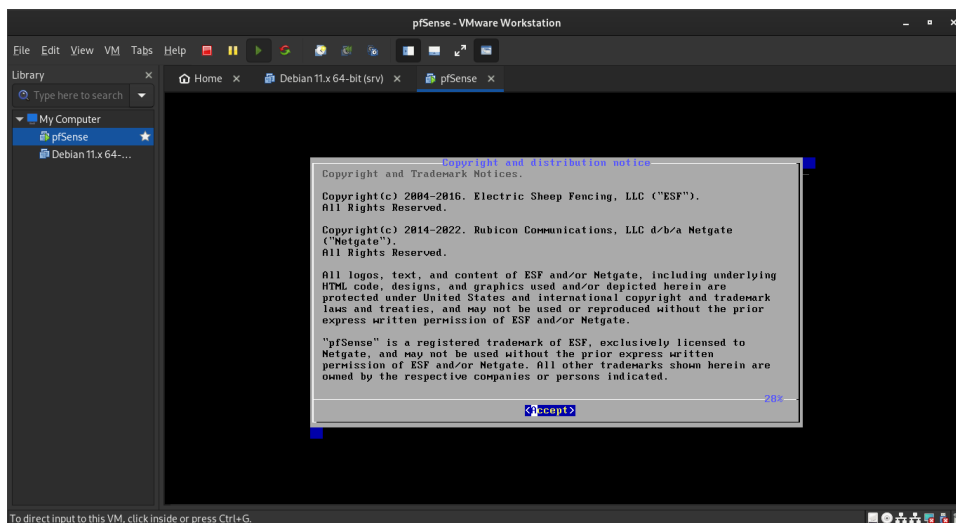 pfSense - VMware Workstation
File Edit View VM Tabs Help
Library
Home
Debian 11.x 64-bit (srv)
pfSense
Type here to search
My Computer
pfSense
Debian 11.x 64-...
Copyright and distribution notice
Copyright and Trademark Notices.
Copyright(c) 2004-2016. Electric Sheep Fencing, LLC ("ESF").
All Rights Reserved.
Copyright(c) 2014-2022. Rubicon Communications, LLC d/b/a Netgate
("Netgate").
All Rights Reserved.
All logos, text, and content of ESF and/or Netgate, including underlying
HTML code, designs, and graphics used and/or depicted herein are
protected under United States and international copyright and trademark
laws and treaties, and may not be used or reproduced without the prior
express written permission of ESF and/or Netgate.
"pfSense" is a registered trademark of ESF, exclusively licensed to
Netgate, and may not be used without the prior express written
permission of ESF and/or Netgate. All other trademarks shown herein are
owned by the respective companies or persons indicated.
28%
<Accept>
To direct input to this VM, click inside or press Ctrl+G.